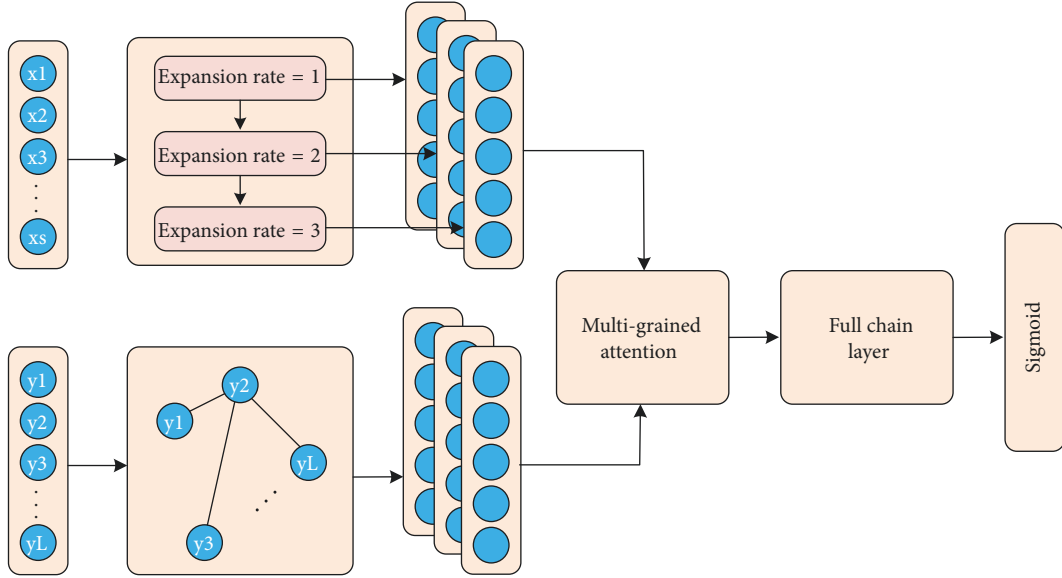 x1
x2
x3
xs
Expansion rate = 1
Expansion rate = 2
Expansion rate = 3
y1
y2
y3
yL
y2
y1
yL
y3
Multi-grained
attention
Full chain
layer
Sigmoid